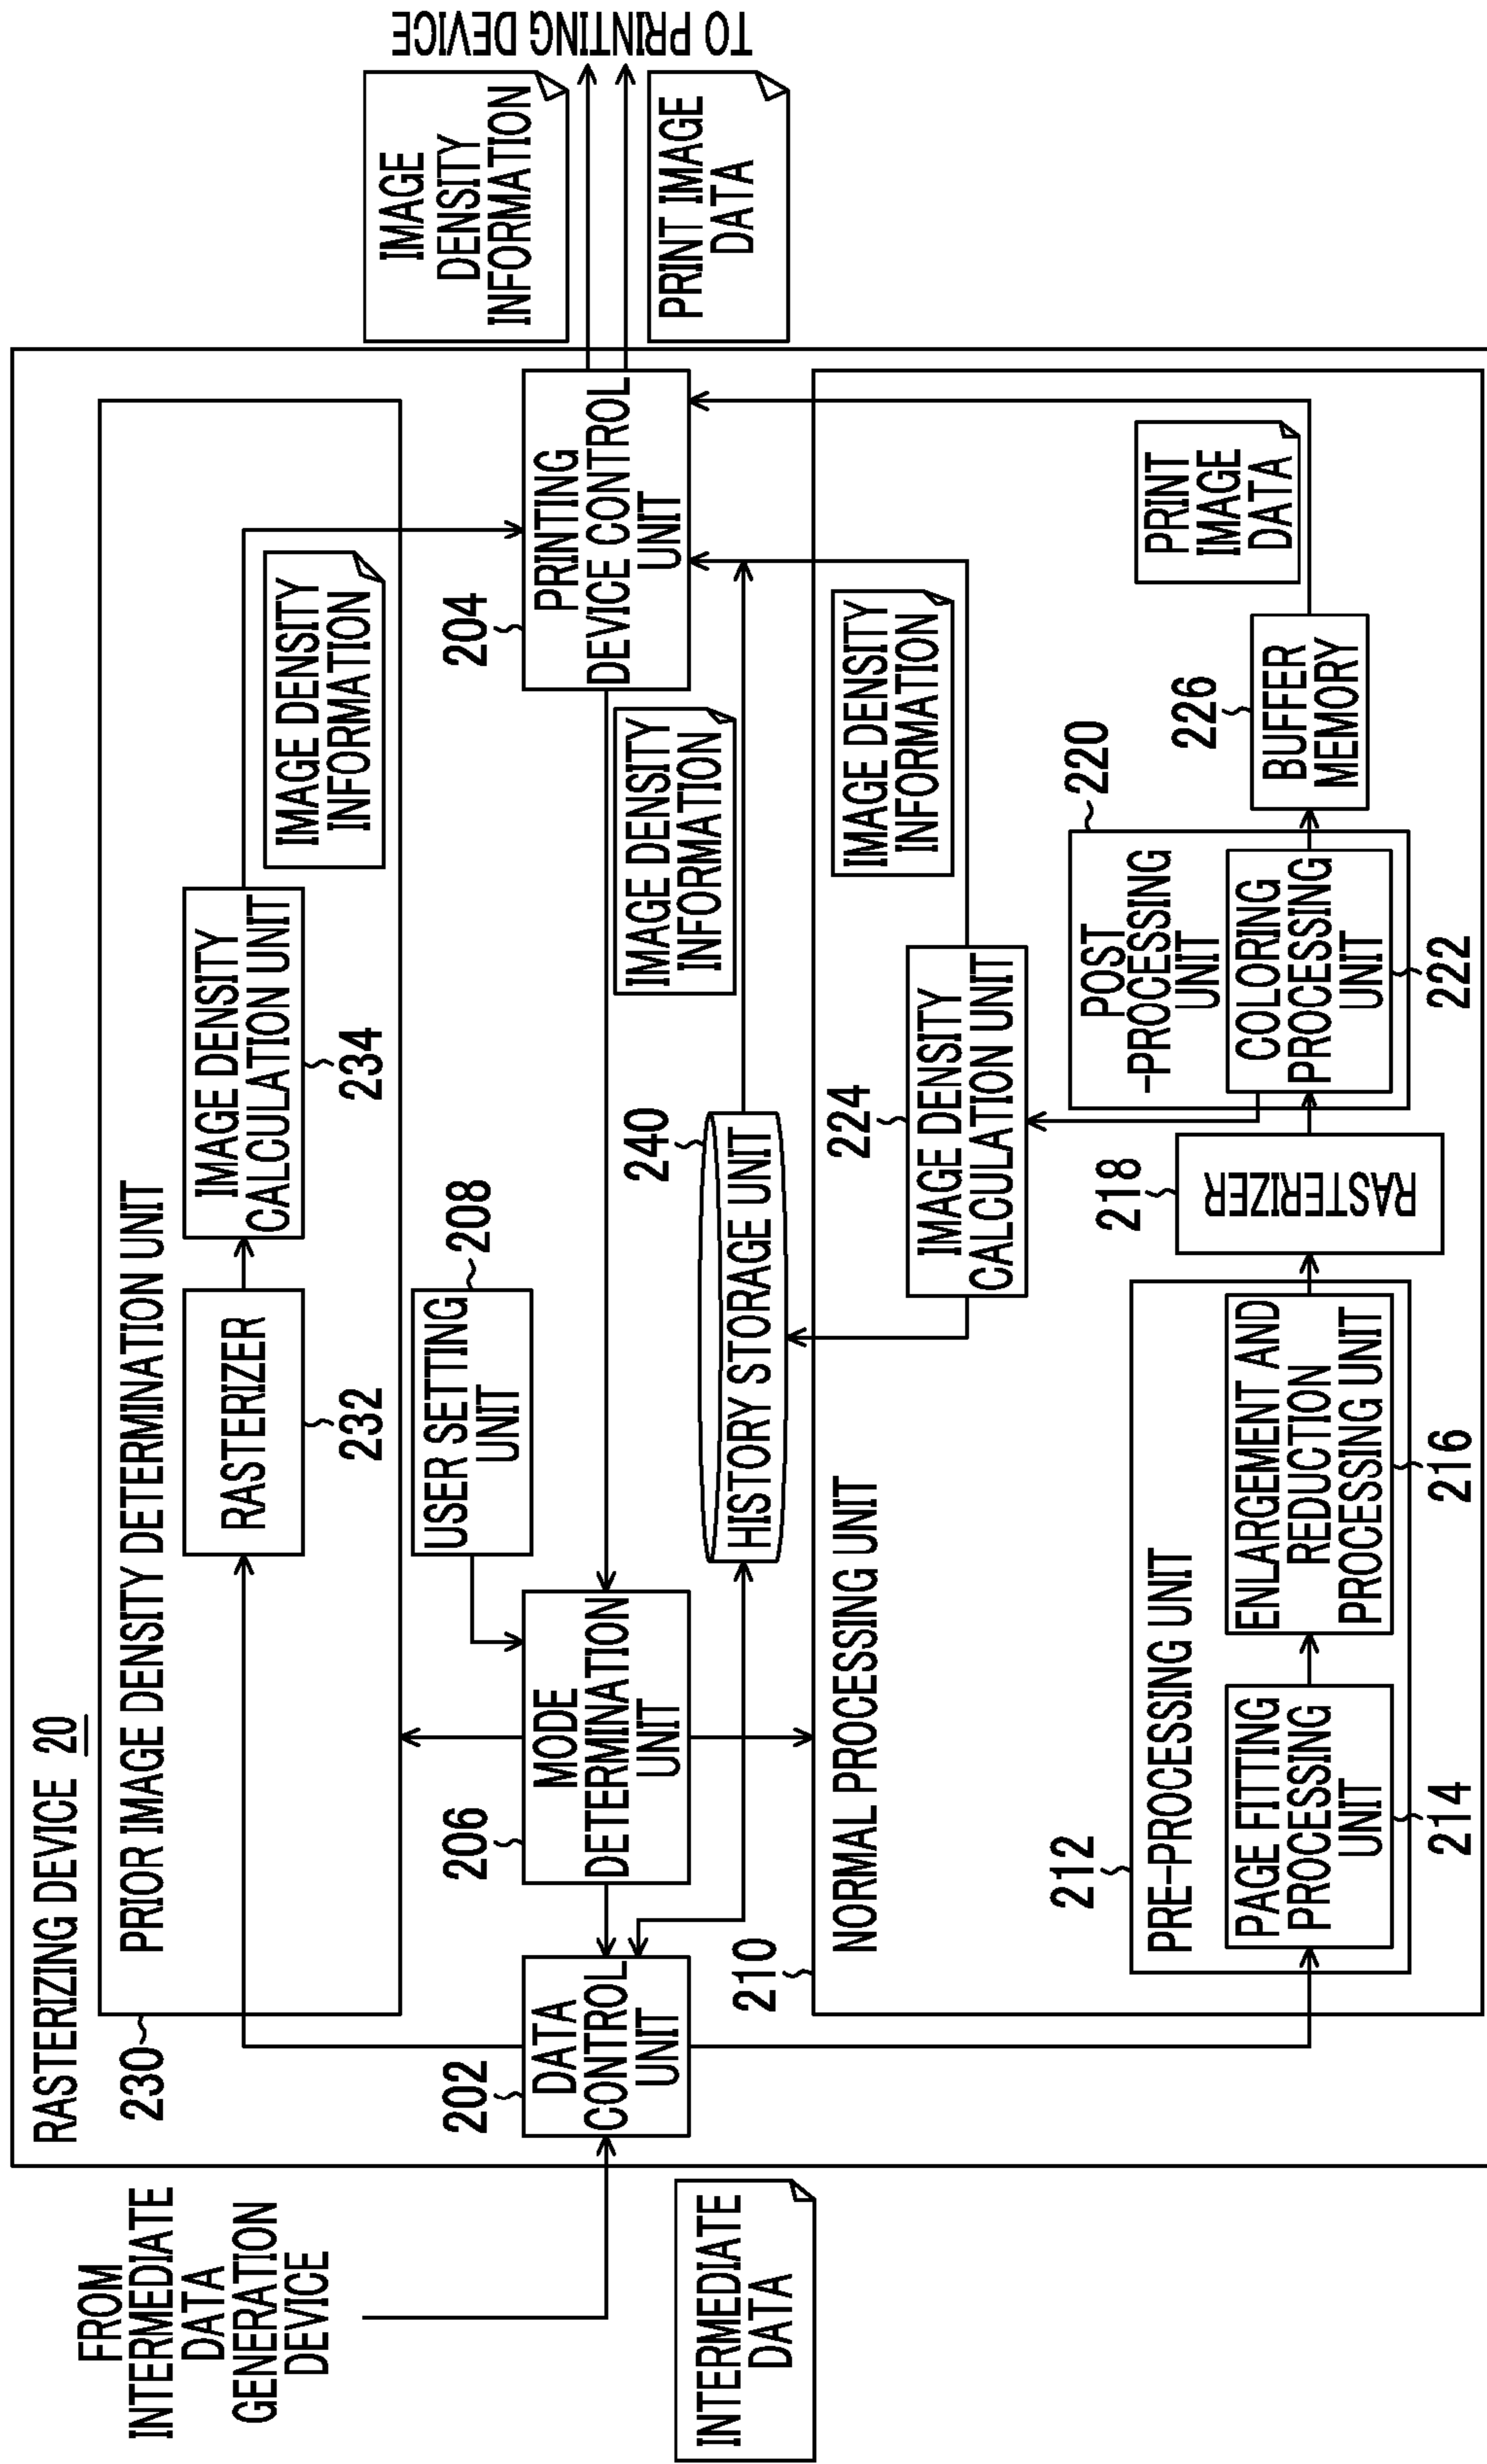 RASTERIZING DEVICE 20
FROM
INTERMEDIATE
DATA
GENERATION
DEVICE
INTERMEDIATE
DATA
230
PRIOR IMAGE DENSITY DETERMINATION UNIT
RASTERIZER
232
IMAGE DENSITY
CALCULATION UNIT
234
IMAGE DENSITY
INFORMATION
202
DATA
CONTROL
UNIT
206
MODE
DETERMINATION
UNIT
USER SETTING
UNIT
208
204
PRINTING
DEVICE CONTROL
UNIT
IMAGE
DENSITY
INFORMATION
TO PRINTING DEVICE
PRINT IMAGE
DATA
240
HISTORY STORAGE UNIT
IMAGE DENSITY
INFORMATION
210
NORMAL PROCESSING UNIT
212
PRE-PROCESSING UNIT
PAGE FITTING
PROCESSING
UNIT
214
ENLARGEMENT AND
REDUCTION
PROCESSING UNIT
216
218
RASTERIZER
224
IMAGE DENSITY
CALCULATION UNIT
IMAGE DENSITY
INFORMATION
220
POST
-PROCESSING
UNIT
COLORING
PROCESSING
UNIT
222
226
BUFFER
MEMORY
PRINT
IMAGE
DATA